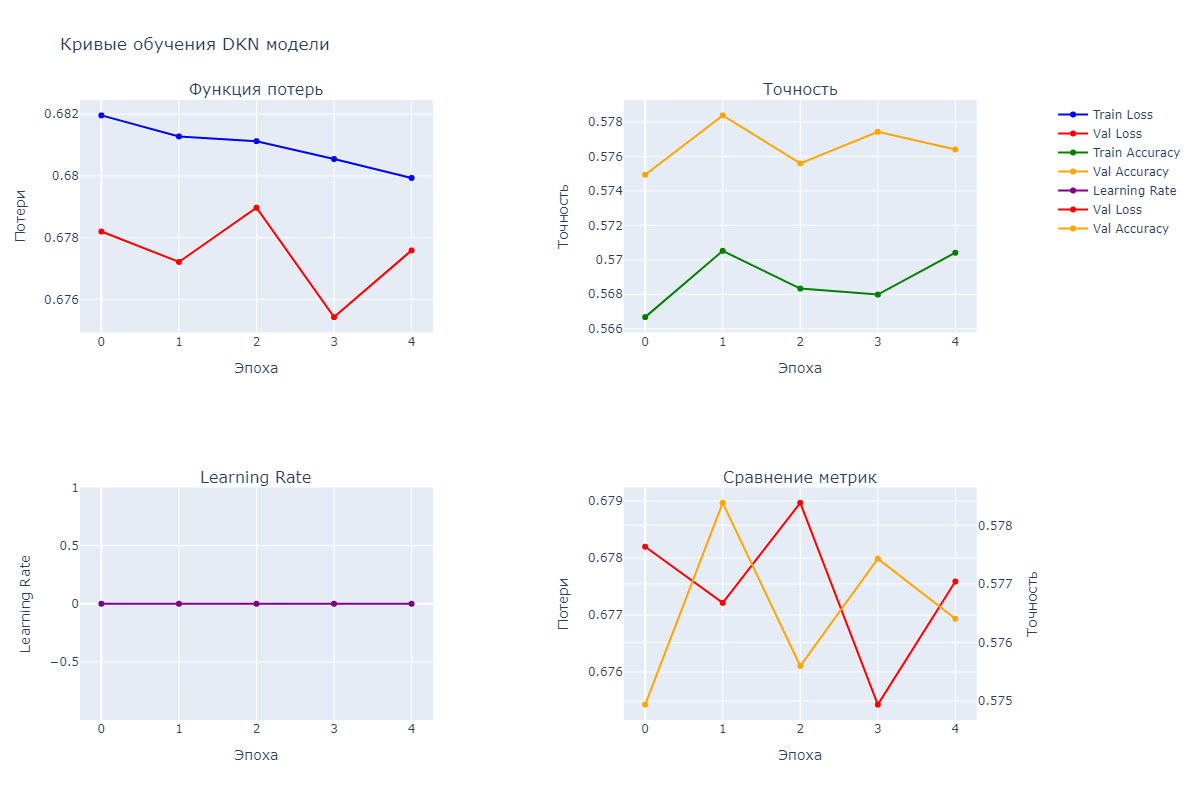 Кривые обучения DKN модели
Функция потерь
0.682
0.68
0.678
0.676
Потери
0 1 2 3 4
Эпоха
Точность
0.578
0.576
0.574
0.572
0.57
0.568
0.566
Точность
0 1 2 3 4
Эпоха
Train Loss
Val Loss
Train Accuracy
Val Accuracy
Learning Rate
Val Loss
Val Accuracy
Learning Rate
1
0.5
0
−0.5
Learning Rate
0 1 2 3 4
Эпоха
Сравнение метрик
0.679
0.678
0.677
0.676
Потери
0 1 2 3 4
Эпоха
0.578
0.577
0.576
0.575
Точность